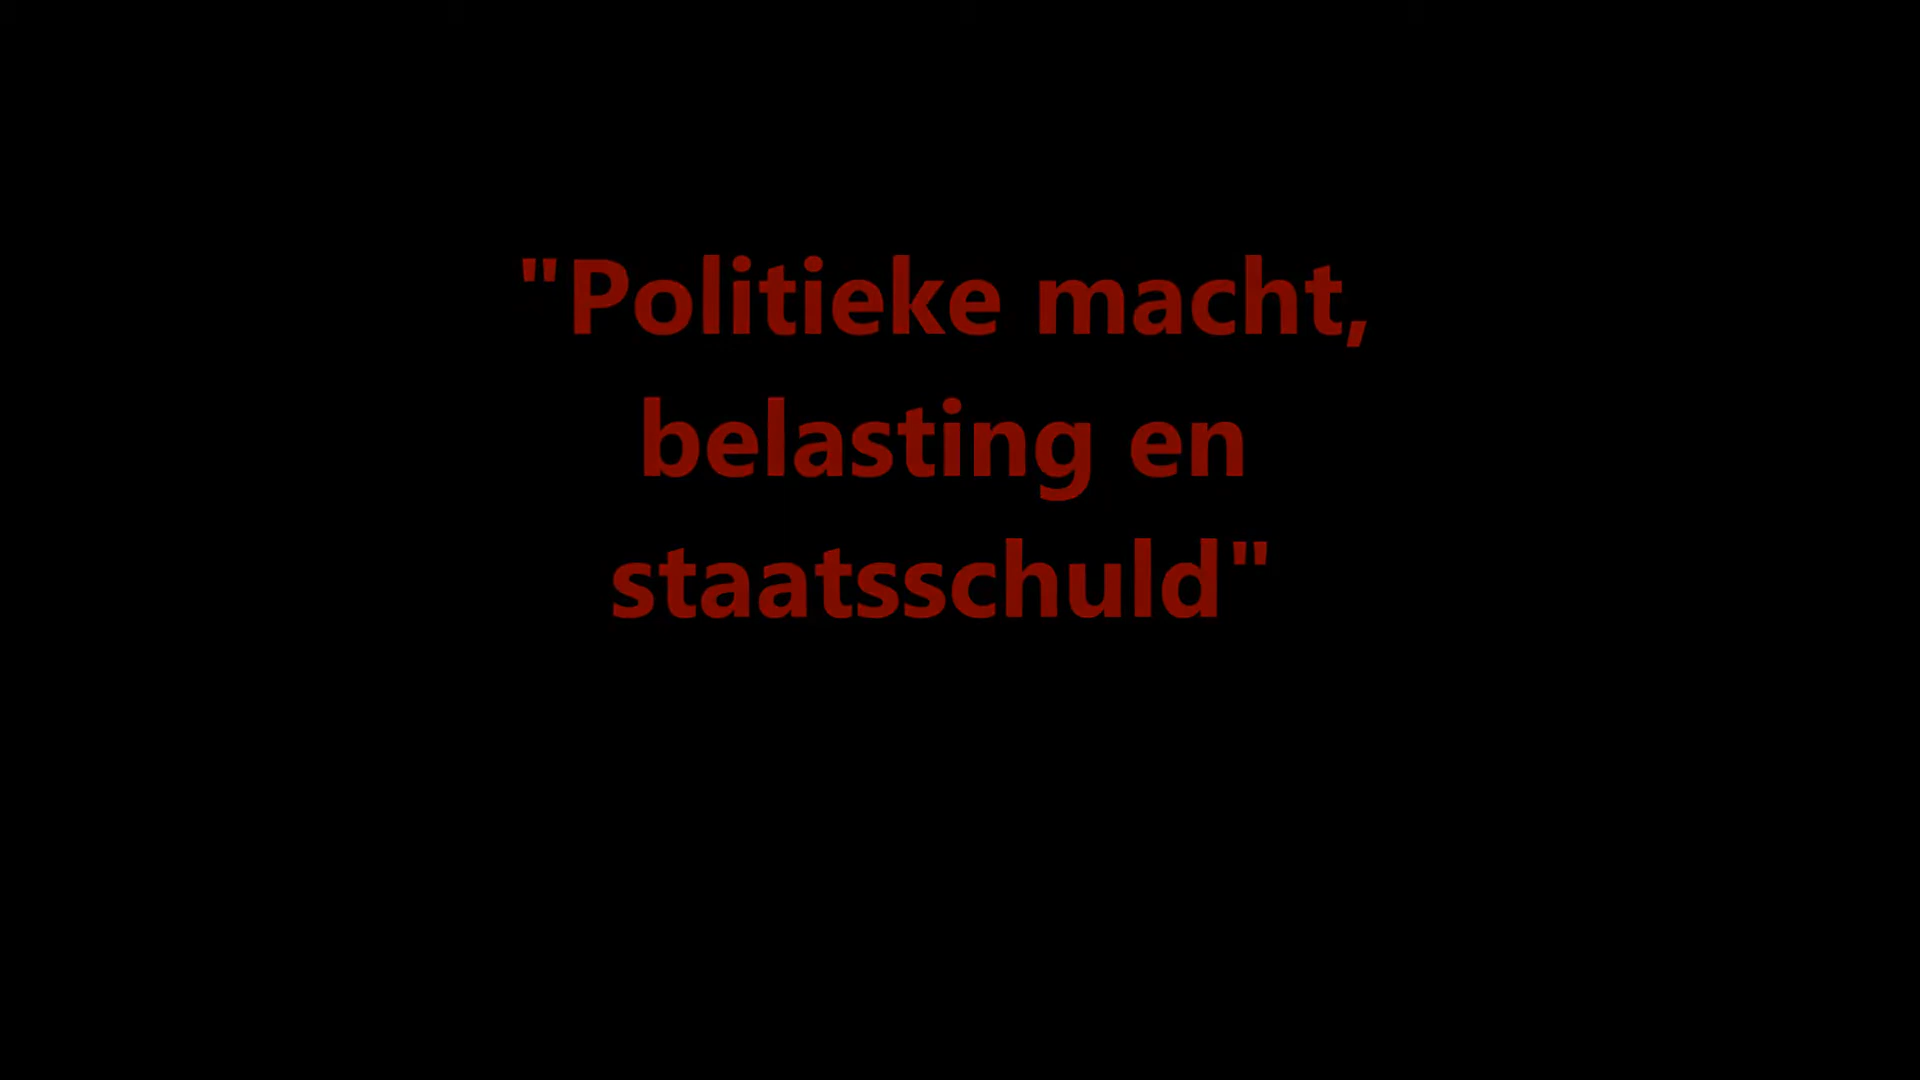 "Politieke macht,
belasting en
staatsschuld"